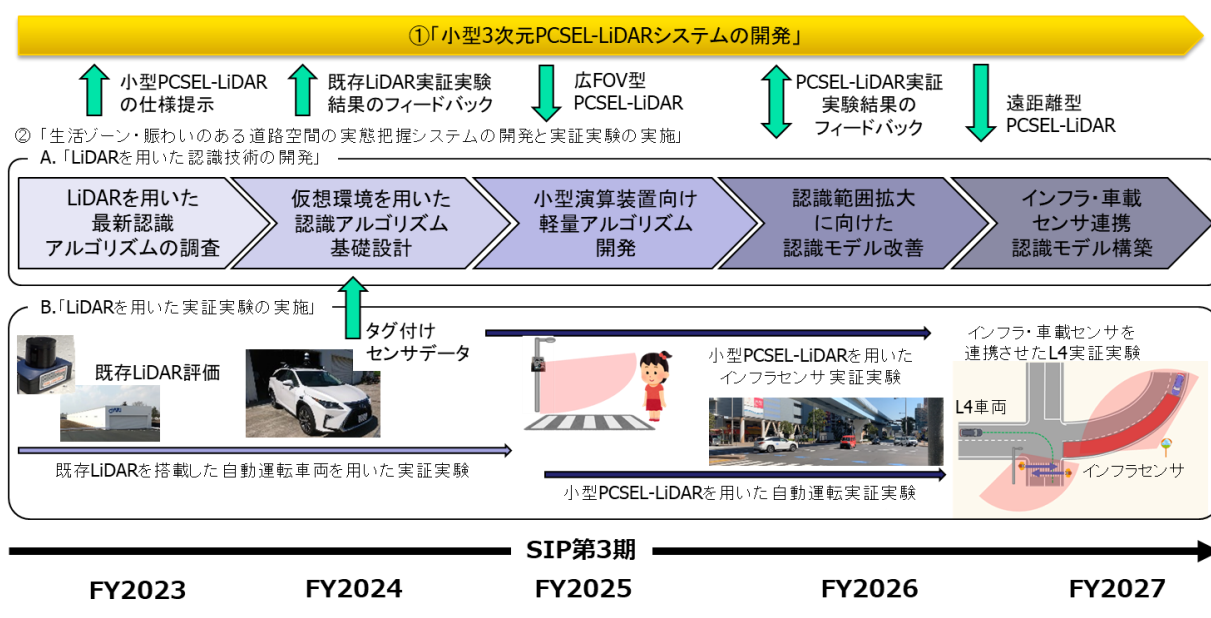 ①「小型3次元PCSEL-LiDARシステムの開発」
小型PCSEL-LiDAR
の仕様提示
既存LiDAR実証実験
結果のフィードバック
広FOV型
PCSEL-LiDAR
PCSEL-LiDAR実証
実験結果の
フィードバック
遠距離型
PCSEL-LiDAR
②「生活ゾーン・賑わいのある道路空間の実態把握システムの開発と実証実験の実施」
A.「LiDARを用いた認識技術の開発」
LiDARを用いた
最新認識
アルゴリズムの調査
仮想環境を用いた
認識アルゴリズム
基礎設計
小型演算装置向け
軽量アルゴリズム
開発
認識範囲拡大
に向けた
認識モデル改善
インフラ・車載
センサ連携
認識モデル構築
B.「LiDARを用いた実証実験の実施」
タグ付け
センサデータ
既存LiDAR評価
既存LiDARを搭載した自動運転車両を用いた実証実験
小型PCSEL-LiDARを用いた
インフラセンサ実証実験
小型PCSEL-LiDARを用いた自動運転実証実験
インフラ・車載センサを
連携させたL4実証実験
L4車両
インフラセンサ
SIP第3期
FY2023
FY2024
FY2025
FY2026
FY2027